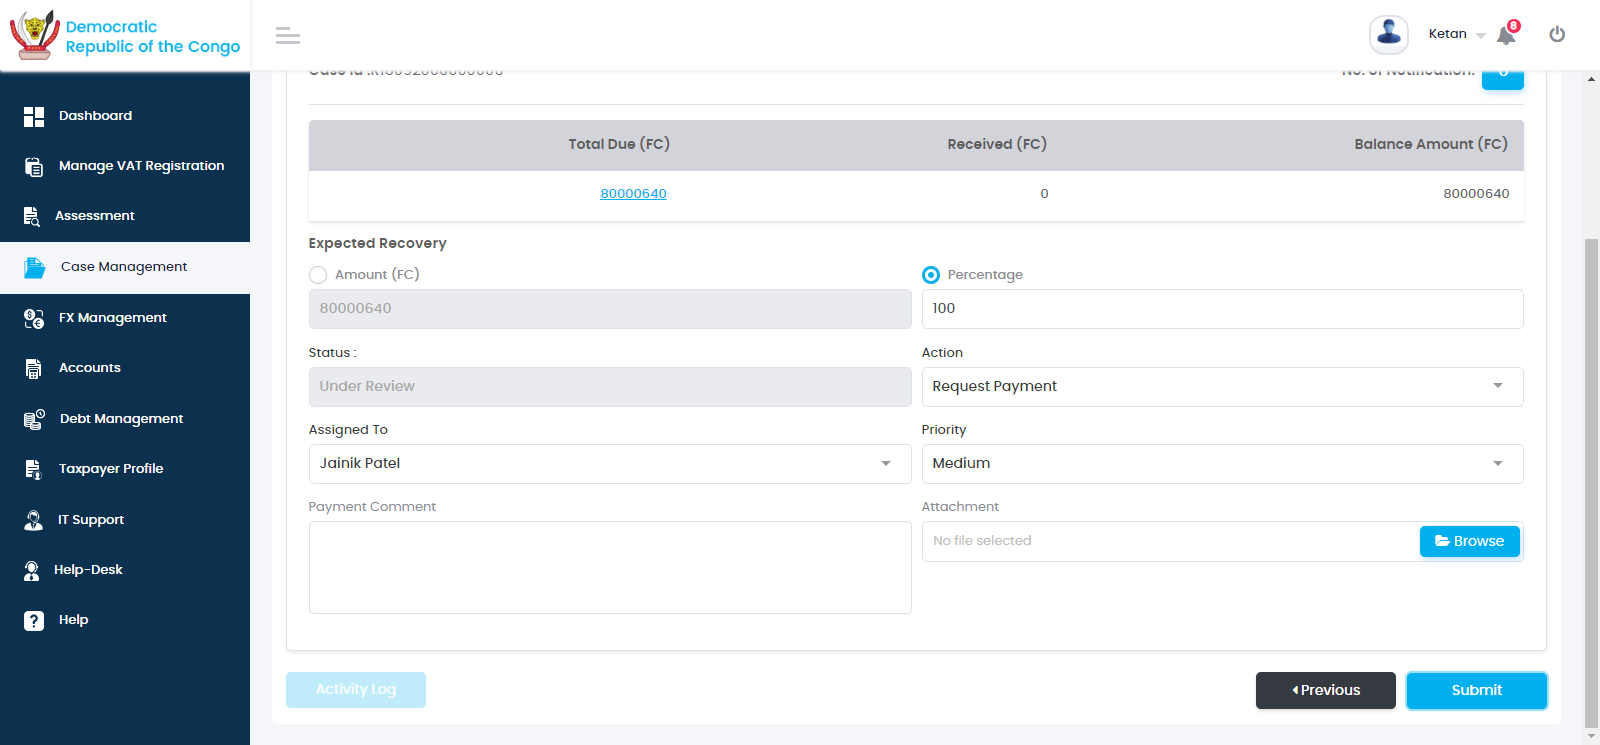 Democratic
Republic of the Congo
Ketan
8
Dashboard
Manage VAT Registration
Assessment
Case Management
FX Management
Accounts
Debt Management
Taxpayer Profile
IT Support
Help-Desk
Help
Case Id :
No. of Notification:
Total Due (FC) Received (FC) Balance Amount (FC)
80000640 0 80000640
Expected Recovery
Amount (FC) Percentage
80000640 100
Status : Action
Under Review Request Payment
Assigned To Priority
Jainik Patel Medium
Payment Comment Attachment
No file selected Browse
Activity Log Previous Submit